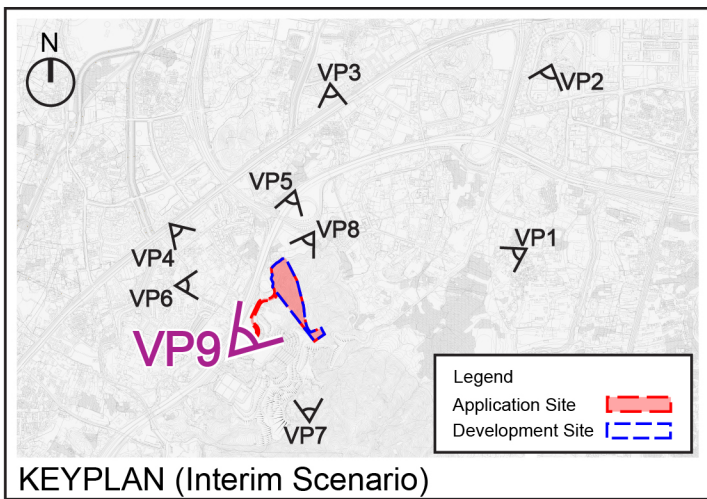 N
VP3
VP2
VP5
VP8
VP1
VP4
VP6
VP9
VP7
Legend
Application Site
Development Site
KEYPLAN (Interim Scenario)